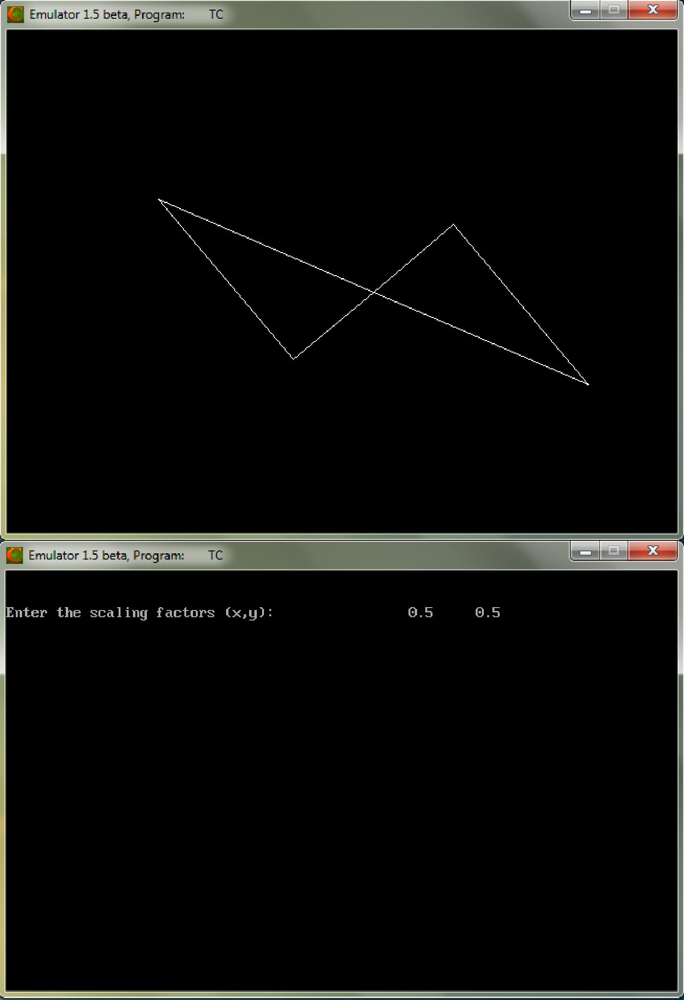 Emulator 1.5 beta, Program: TC
Emulator 1.5 beta, Program: TC
Enter the scaling factors (x,y): 0.5 0.5